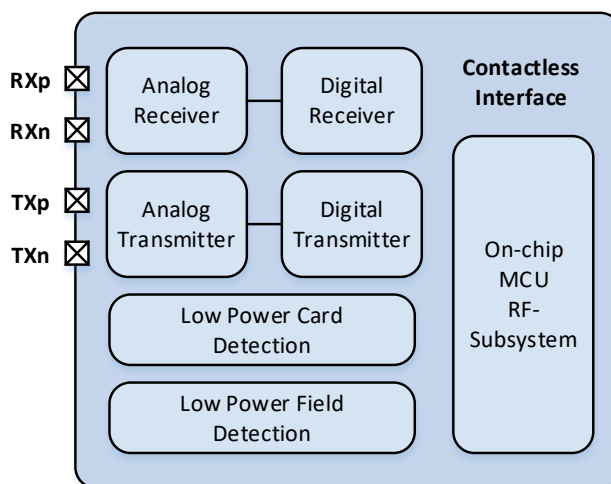 RXp
RXn
TXp
TXn
Analog
Receiver
Digital
Receiver
Analog
Transmitter
Digital
Transmitter
Low Power Card
Detection
Low Power Field
Detection
Contactless
Interface
On-chip
MCU
RF-
Subsystem